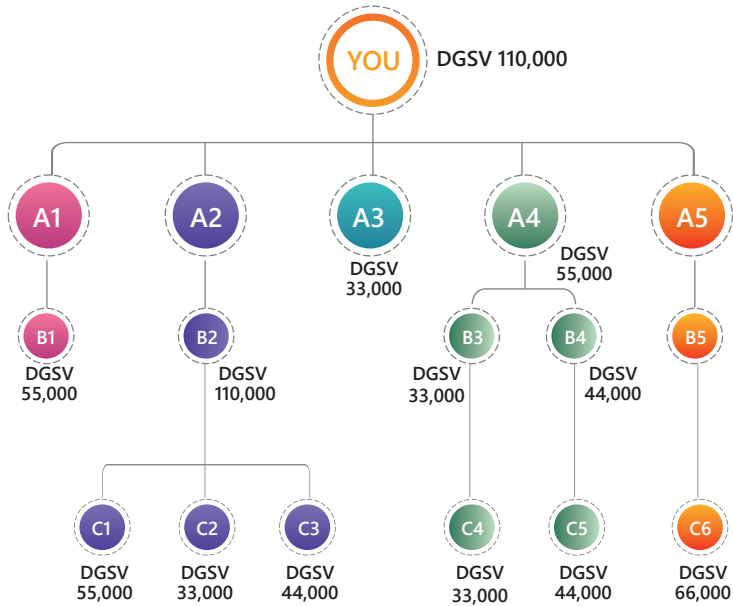 YOU
DGSV 110,000
A1
A2
A3
A4
A5
DGSV
33,000
DGSV
55,000
B1
B2
B3
B4
B5
DGSV
55,000
DGSV
110,000
DGSV
33,000
DGSV
44,000
C1
C2
C3
C4
C5
C6
DGSV
55,000
DGSV
33,000
DGSV
44,000
DGSV
33,000
DGSV
44,000
DGSV
66,000